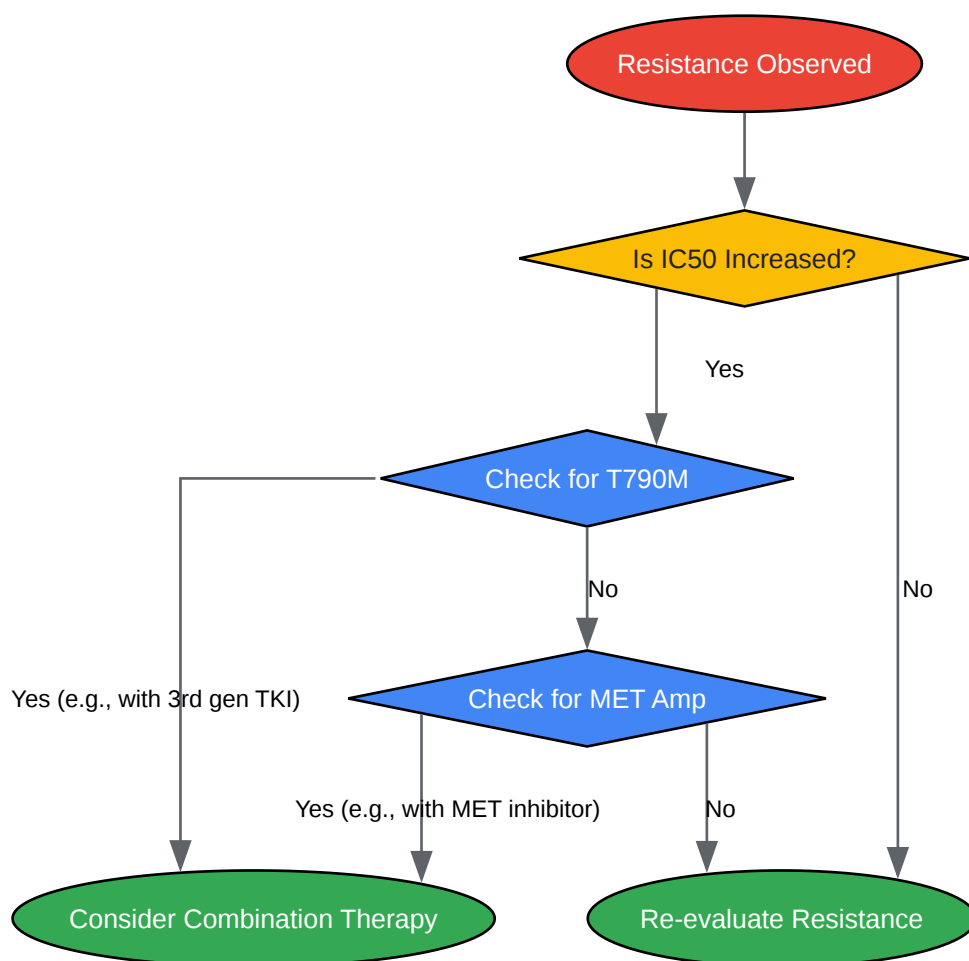 Resistance Observed
Is IC50 Increased?
Yes
Check for T790M
No
No
Yes (e.g., with 3rd gen TKI)
Check for MET Amp
Yes (e.g., with MET inhibitor)
No
Consider Combination Therapy
Re-evaluate Resistance